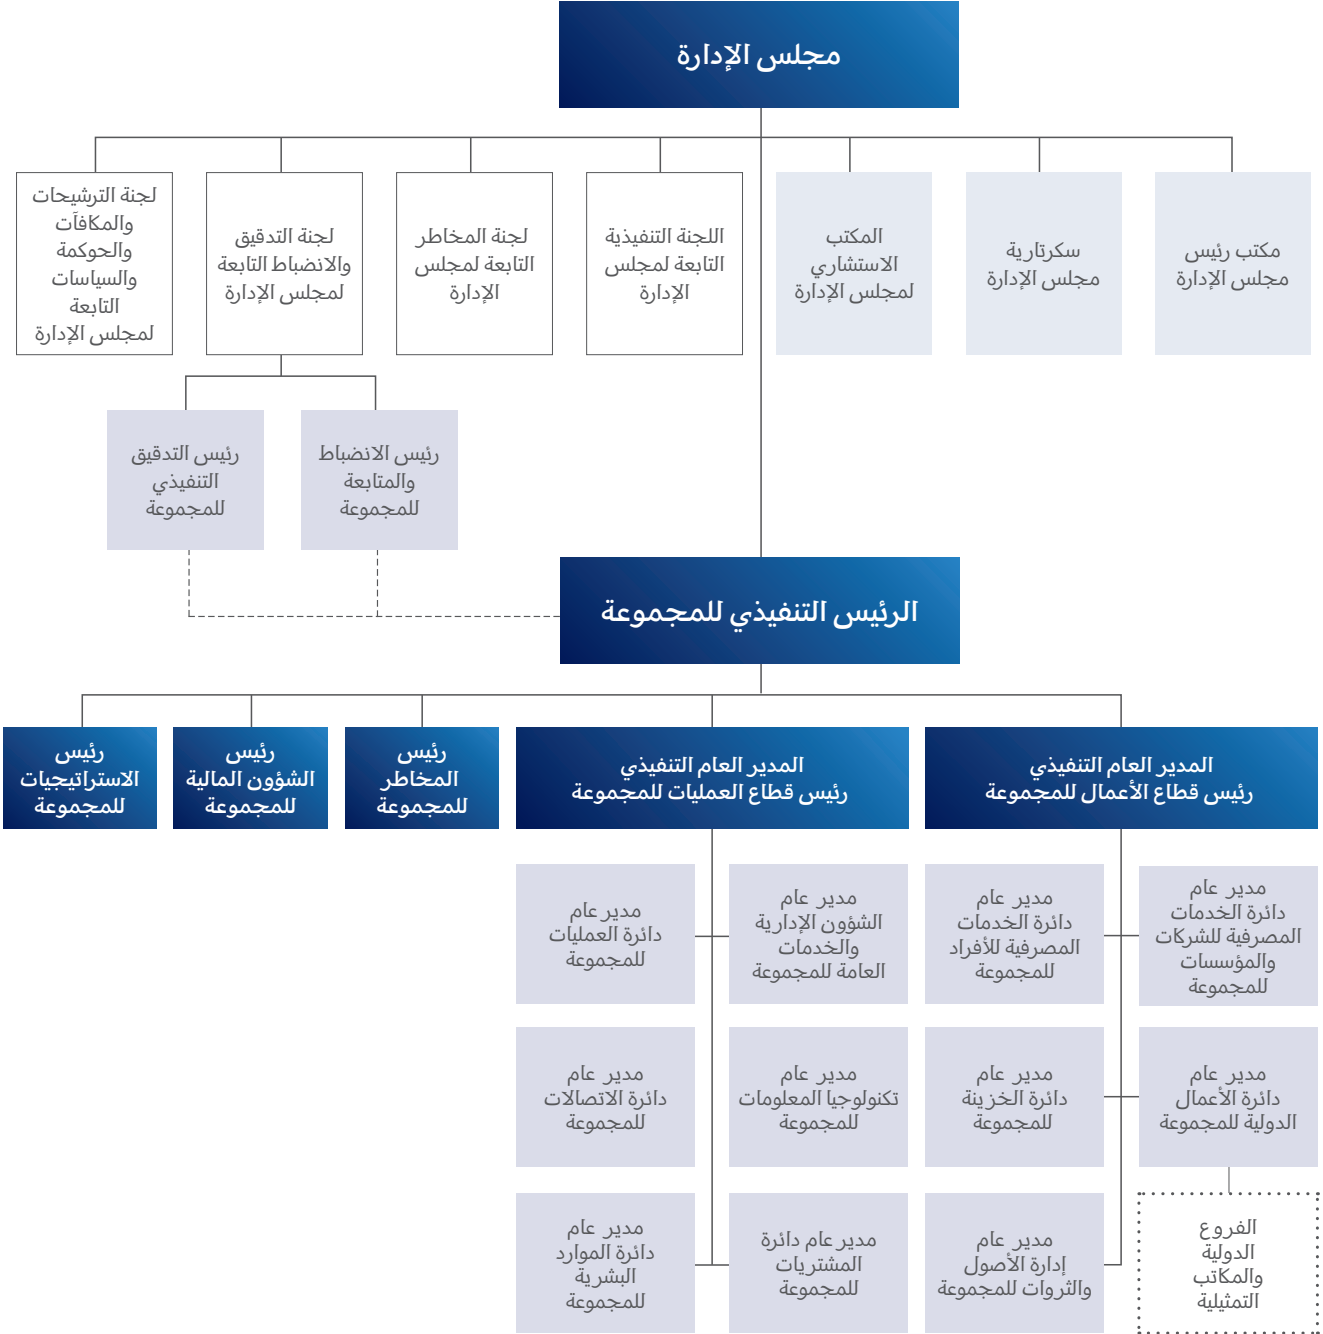 مجلس الإدارة
مكتب رئيس
مجلس الإدارة
سكرتارية
مجلس الإدارة
المكتب
الاستشاري
لمجلس الإدارة
اللجنة التنفيذية
التابعة لمجلس
الإدارة
لجنة المخاطر
التابعة لمجلس
الإدارة
لجنة التدقيق
والانضباط التابعة
لمجلس الإدارة
لجنة الترشيحات
والمكافآت
والحوكمة
والسياسات
التابعة
لمجلس الإدارة
رئيس الانضباط
والمتابعة
للمجموعة
رئيس التدقيق
التنفيذي
للمجموعة
الرئيس التنفيذي للمجموعة
المدير العام التنفيذي
رئيس قطاع الأعمال للمجموعة
المدير العام التنفيذي
رئيس قطاع العمليات للمجموعة
رئيس
المخاطر
للمجموعة
رئيس
الشؤون المالية
للمجموعة
رئيس
الاستراتيجيات
للمجموعة
مدير عام
دائرة الخدمات
المصرفية للشركات
والمؤسسات
للمجموعة
مدير عام
دائرة الخدمات
المصرفية للأفراد
للمجموعة
مدير عام
الشؤون الإدارية
والخدمات
العامة للمجموعة
مدير عام
دائرة العمليات
للمجموعة
مدير عام
دائرة الأعمال
الدولية للمجموعة
مدير عام
دائرة الخزينة
للمجموعة
مدير عام
تكنولوجيا المعلومات
للمجموعة
مدير عام
دائرة الاتصالات
للمجموعة
الفروع
الدولية
والمكاتب
التمثيلية
مدير عام
إدارة الأصول
والثروات للمجموعة
مدير عام دائرة
المشتريات
للمجموعة
مدير عام
دائرة الموارد
البشرية
للمجموعة